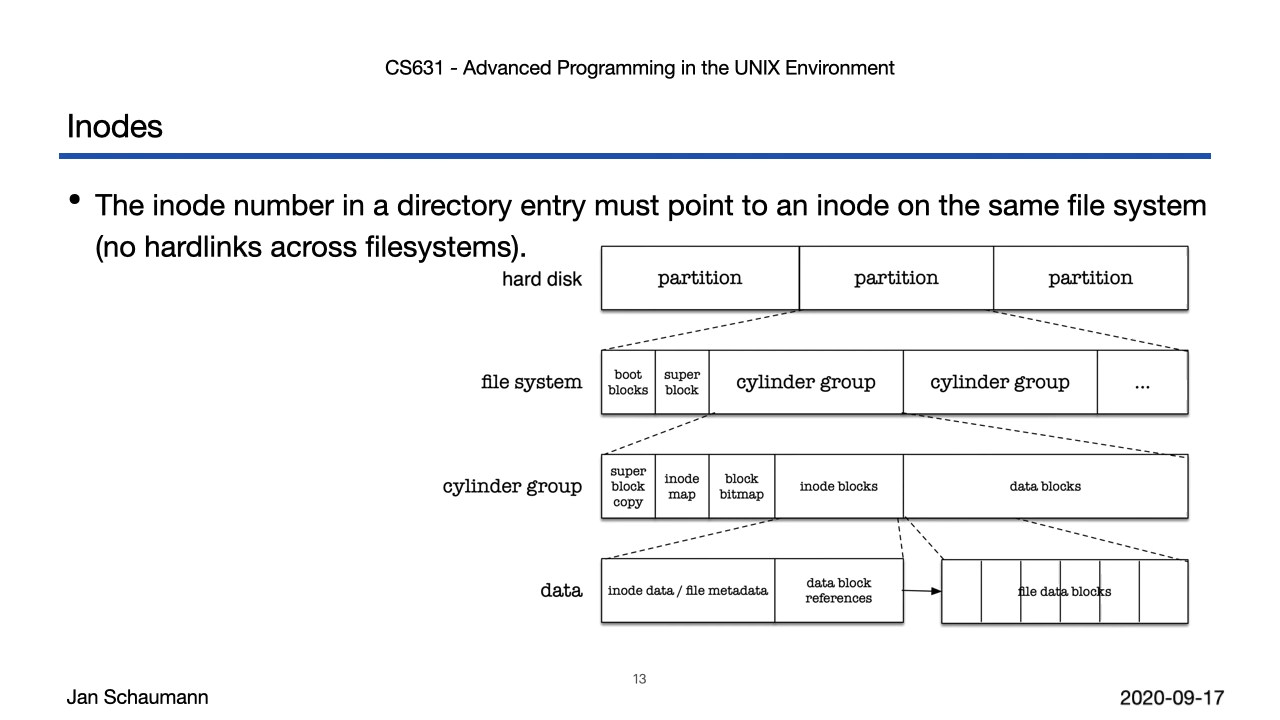 CS631 - Advanced Programming in the UNIX Environment
Inodes
• The inode number in a directory entry must point to an inode on the same file system
(no hardlinks across filesystems).
hard disk
partition
partition
partition
file system
boot
blocks
super
block
cylinder group
cylinder group
...
cylinder group
super
block
copy
inode
map
block
bitmap
inode blocks
data blocks
data
inode data / file metadata
data block
references
file data blocks
13
Jan Schaumann
2020-09-17